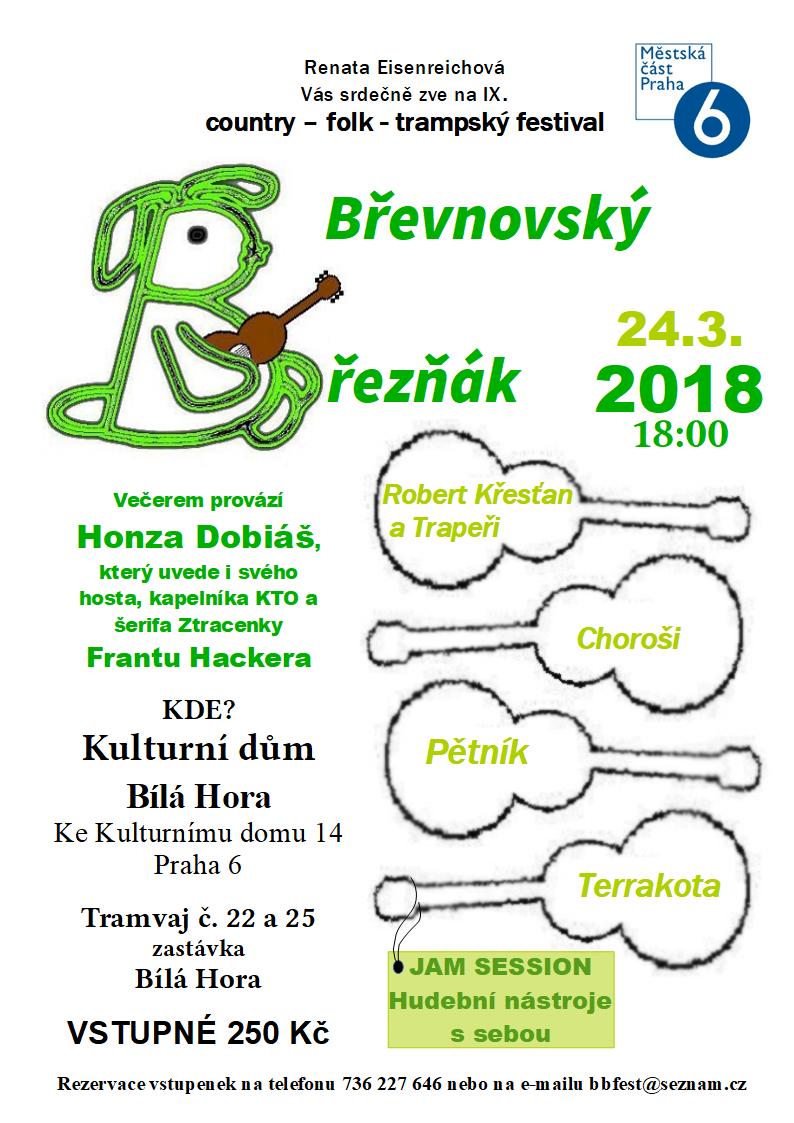 Renata Eisenreichová
Vás srdečně zve na IX.
country – folk - trampský festival
Městská
část
Praha
6
Břevnovský
řezňák
24.3.
2018
18:00
Večerem provází
Honza Dobiáš,
který uvede i svého
hosta, kapelníka KTO a
šerifa Ztracenky
Frantu Hackera
KDE?
Kulturní dům
Bílá Hora
Ke Kulturnímu domu 14
Praha 6
Tramvaj č. 22 a 25
zastávka
Bílá Hora
VSTUPNÉ 250 Kč
Robert Křesťan
a Trapeři
Choroši
Pětník
Terrakota
JAM SESSION
Hudební nástroje
s sebou
Rezervace vstupenek na telefonu 736 227 646 nebo na e-mailu bbfest@seznam.cz